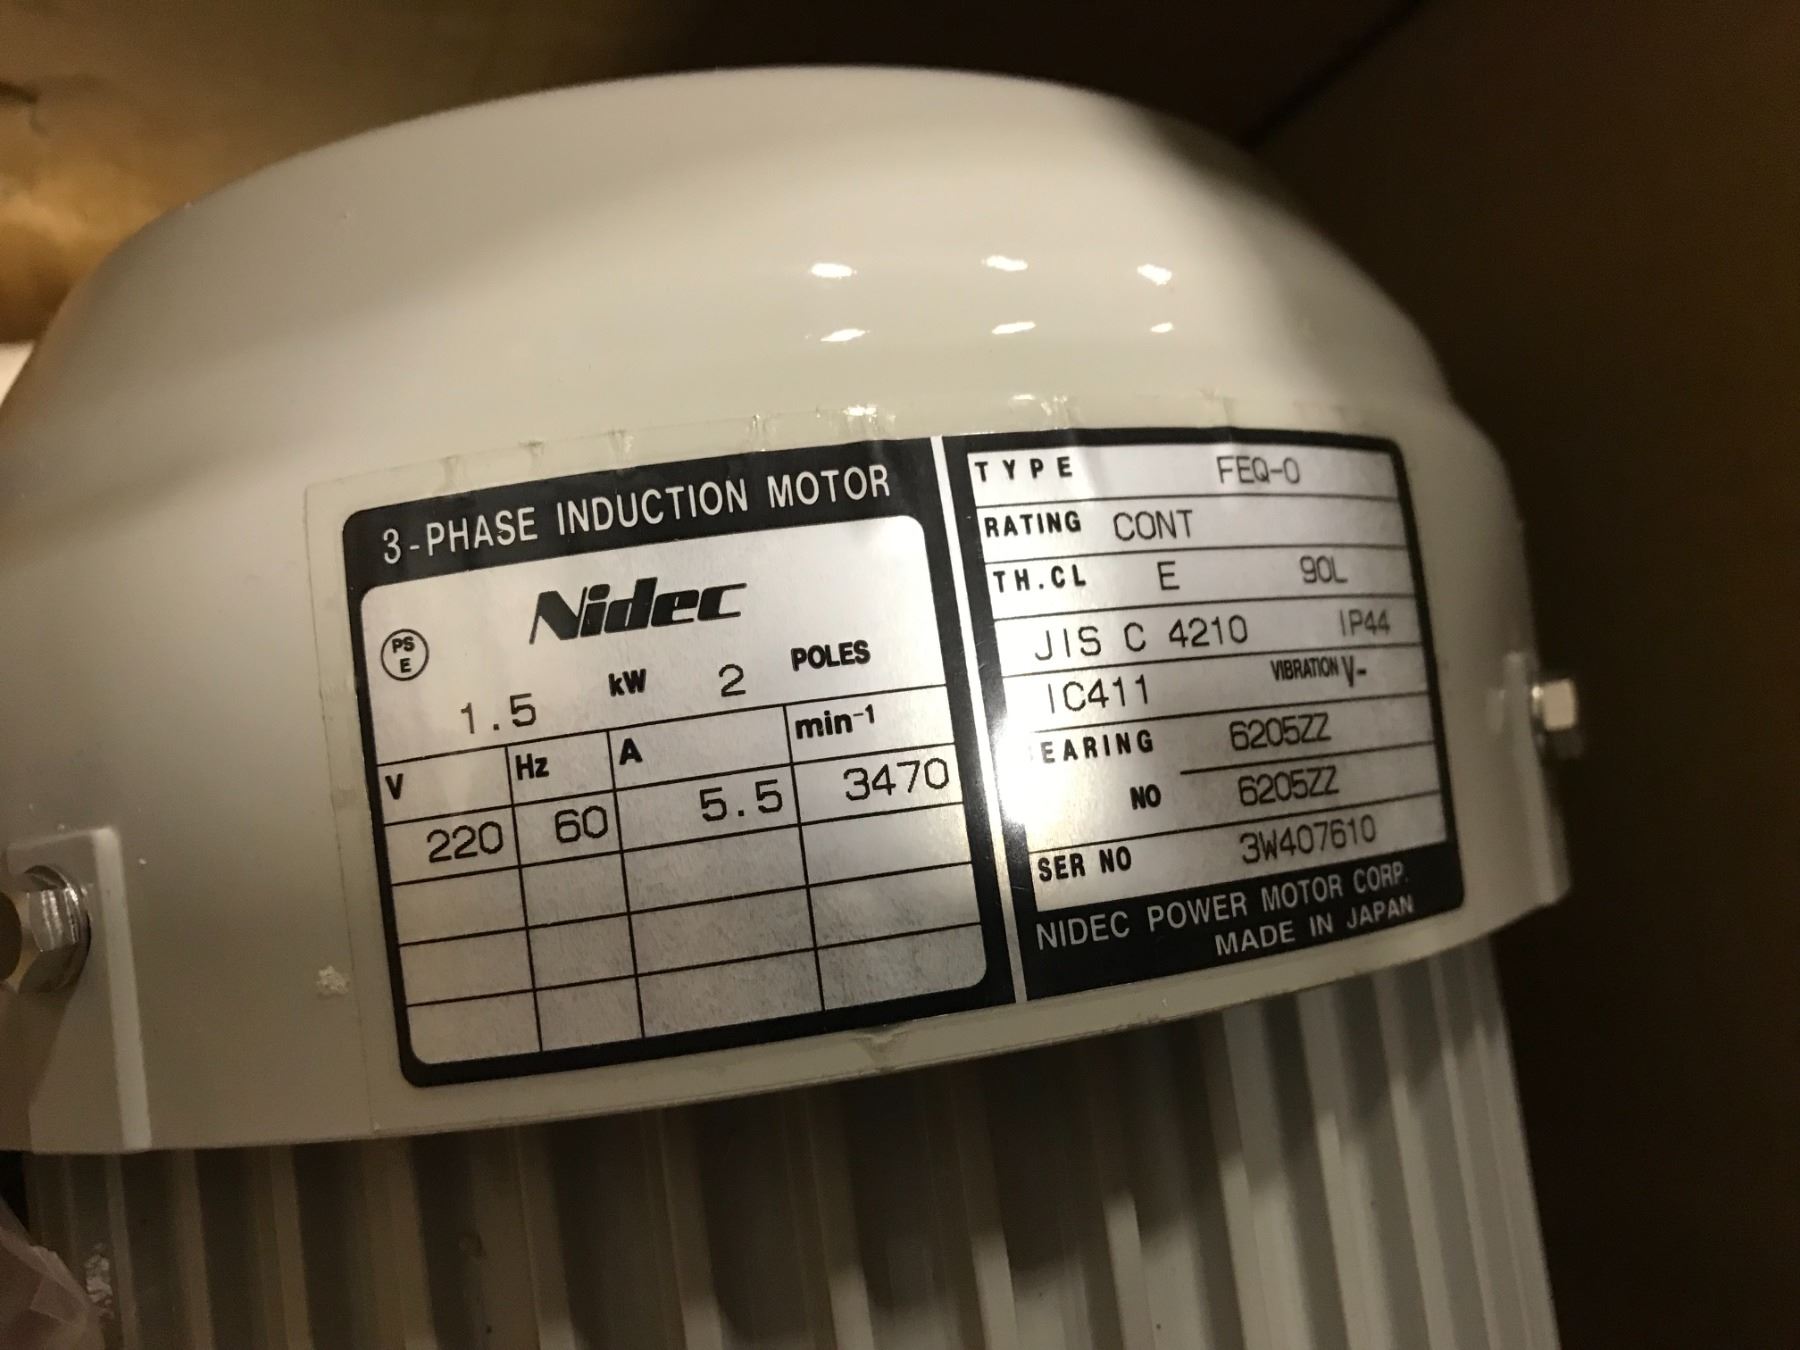 3-PHASE INDUCTION MOTOR
Nidec
PS
E
1.5 kW 2 POLES
V Hz A min⁻¹
220 60 5.5 3470
TYPE FEQ-0
RATING CONT
TH.CL E 90L
JIS C 4210 IP44
IC411 VIBRATION V-
EARING 6205ZZ
NO 6205ZZ
SER NO 3W407610
NIDEC POWER MOTOR CORP.
MADE IN JAPAN